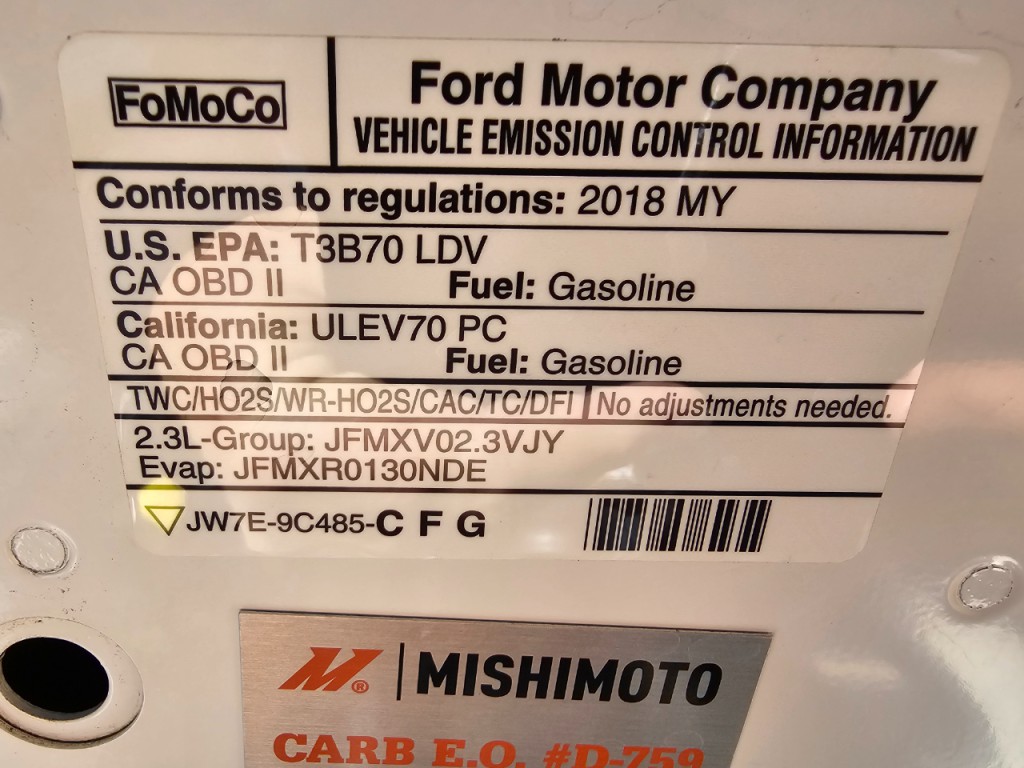 FoMoCo
Ford Motor Company
VEHICLE EMISSION CONTROL INFORMATION
Conforms to regulations: 2018 MY
U.S. EPA: T3B70 LDV
CA OBD II Fuel: Gasoline
California: ULEV70 PC
CA OBD II Fuel: Gasoline
TWC/HO2S/WR-HO2S/CAC/TC/DFI No adjustments needed.
2.3L-Group: JFMXV02.3VJY
Evap: JFMXR0130NDE
JW7E-9C485-C F G
M® MISHIMOTO
CARB E.O. #D-759